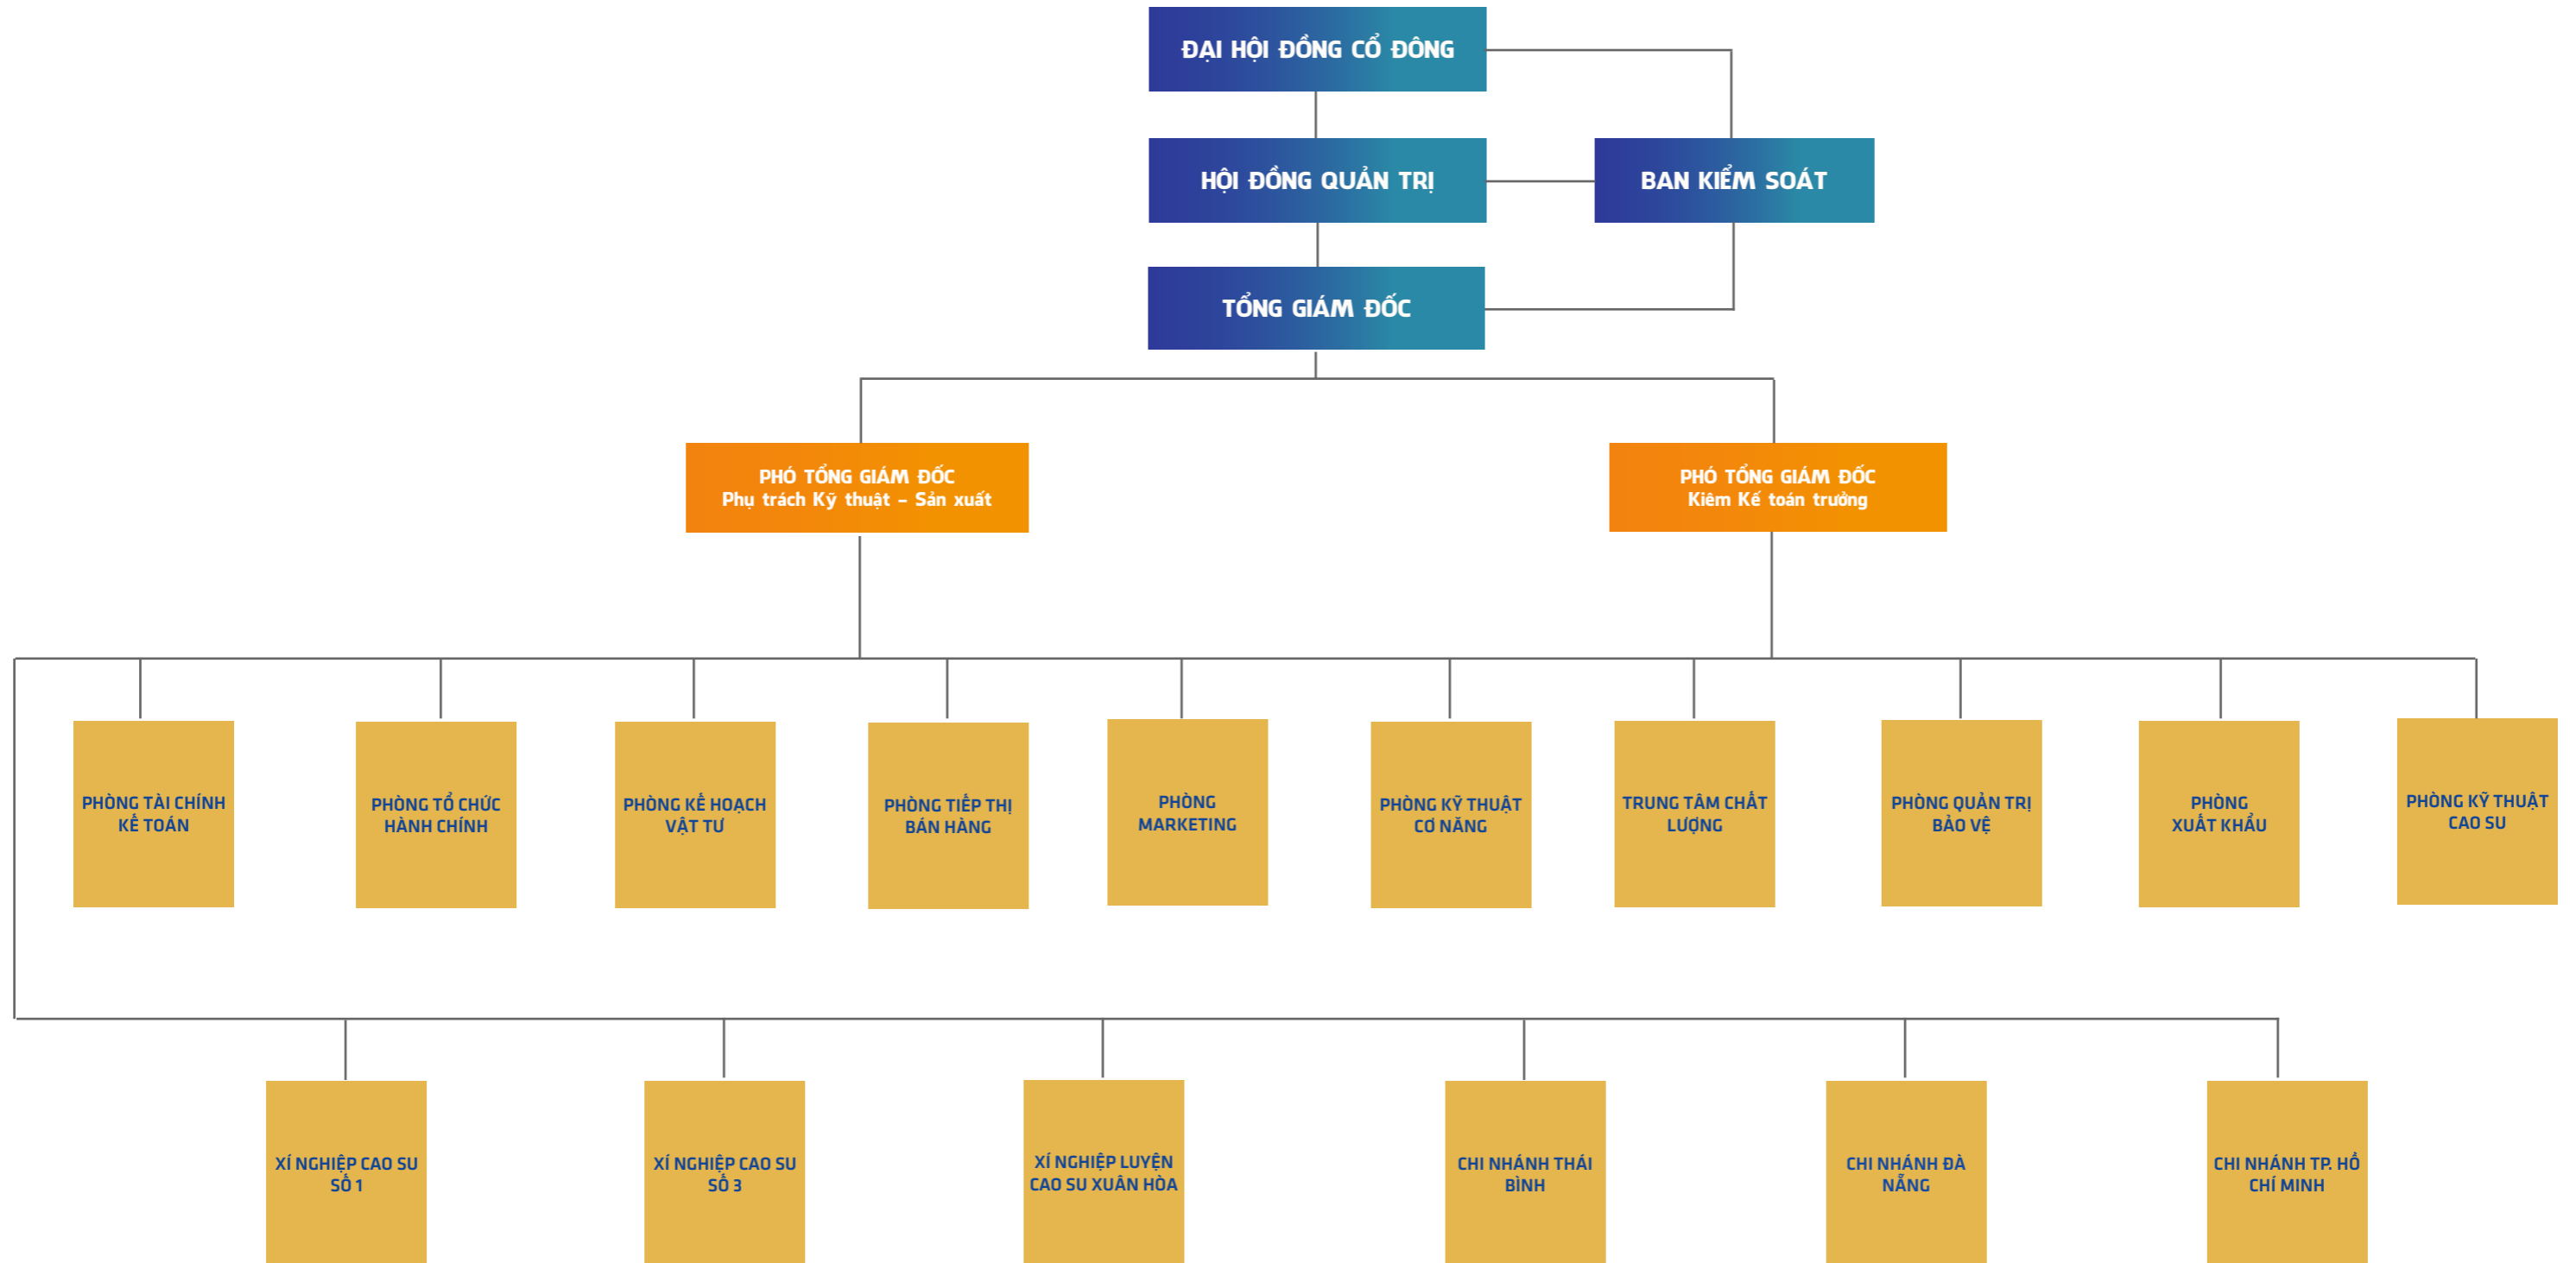 ĐẠI HỘI ĐỒNG CỔ ĐÔNG
HỘI ĐỒNG QUẢN TRỊ
BAN KIỂM SOÁT
TỔNG GIÁM ĐỐC
PHÓ TỔNG GIÁM ĐỐC
Phụ trách Kỹ thuật – Sản xuất
PHÓ TỔNG GIÁM ĐỐC
Kiêm Kế toán trưởng
PHÒNG TÀI CHÍNH
KẾ TOÁN
PHÒNG TỔ CHỨC
HÀNH CHÍNH
PHÒNG KẾ HOẠCH
VẬT TƯ
PHÒNG TIẾP THỊ
BÁN HÀNG
PHÒNG
MARKETING
PHÒNG KỸ THUẬT
CƠ NĂNG
TRUNG TÂM CHẤT
LƯỢNG
PHÒNG QUẢN TRỊ
BẢO VỆ
PHÒNG
XUẤT KHẨU
PHÒNG KỸ THUẬT
CAO SU
XÍ NGHIỆP CAO SU
SỐ 1
XÍ NGHIỆP CAO SU
SỐ 3
XÍ NGHIỆP LUYỆN
CAO SU XUÂN HÒA
CHI NHÁNH THÁI
BÌNH
CHI NHÁNH ĐÀ
NẴNG
CHI NHÁNH TP. HỒ
CHÍ MINH